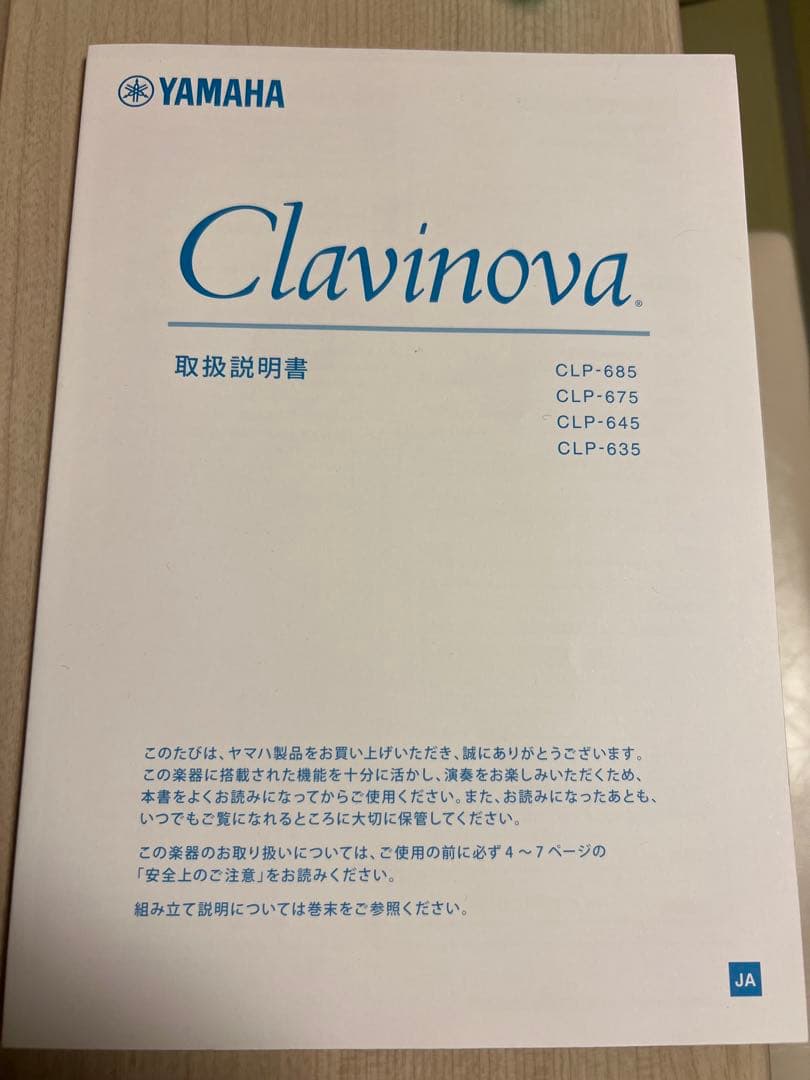 YAMAHA
Clavinova®
取扱説明書
CLP-685
CLP-675
CLP-645
CLP-635
このたびは、ヤマハ製品をお買い上げいただき、誠にありがとうございます。
この楽器に搭載された機能を十分に活かし、演奏をお楽しみいただくため、
本書をよくお読みになってからご使用ください。また、お読みになったあとも、
いつでもご覧になれるところに大切に保管してください。
この楽器のお取り扱いについては、ご使用の前に必ず4～7ページの
「安全上のご注意」をお読みください。
組み立て説明については巻末をご参照ください。
JA